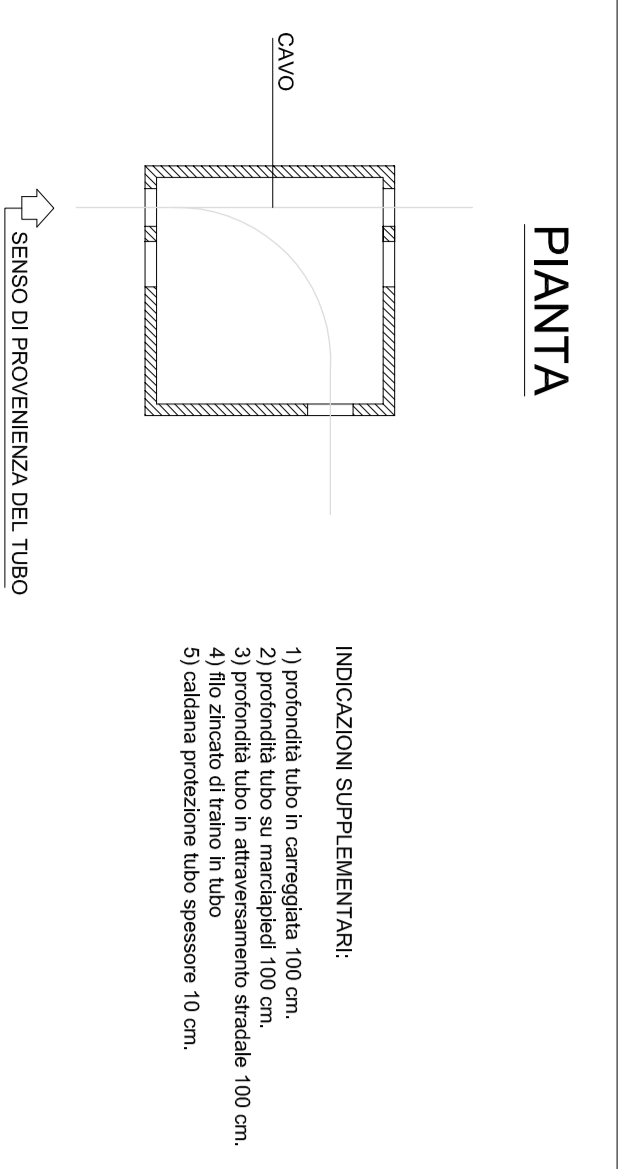 PIANTA
CAVO
SENSO DI PROVENIENZA DEL TUBO
INDICAZIONI SUPPLEMENTARI:
1) profondità tubo in carreggiata 100 cm.
2) profondità tubo su marciapiedi 100 cm.
3) profondità tubo in attraversamento stradale 100 cm.
4) filo zincato di traino in tubo
5) caldana protezione tubo spessore 10 cm.